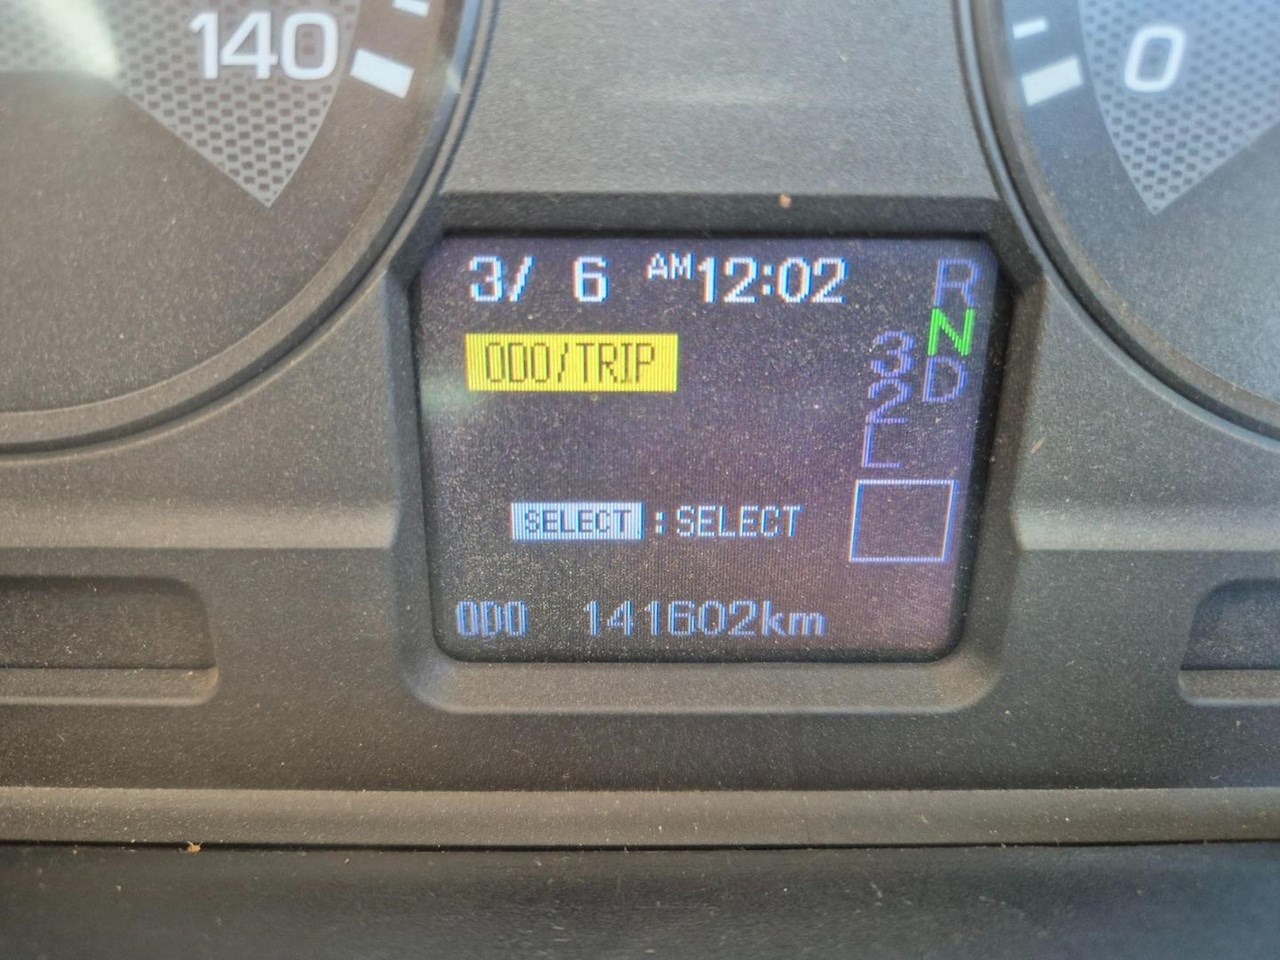 140
0
3/ 6 AM12:02
R
N
ODO/TRIP
3
D
2
L
SELECT : SELECT
ODO 141602km